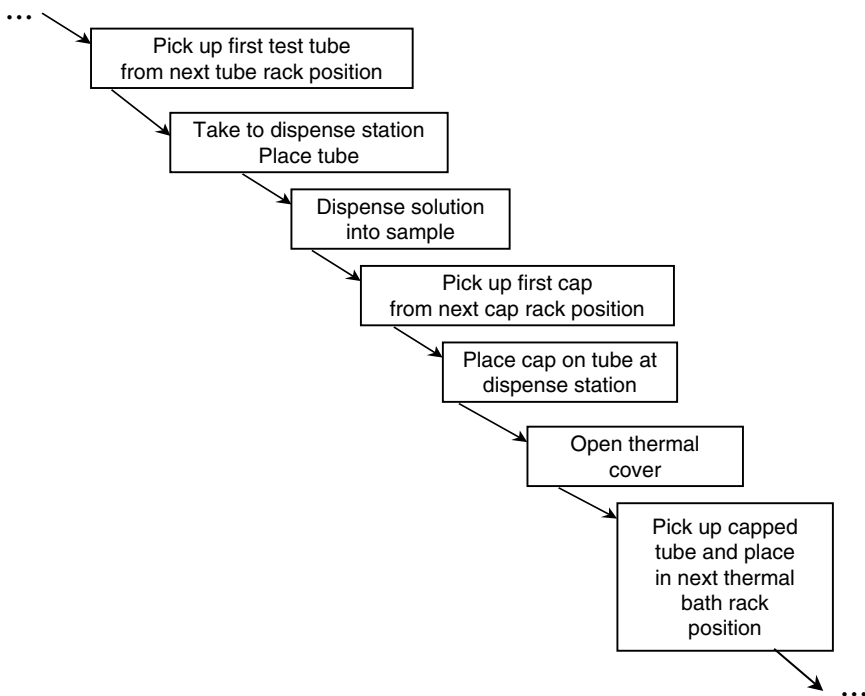 ...
Pick up first test tube
from next tube rack position
Take to dispense station
Place tube
Dispense solution
into sample
Pick up first cap
from next cap rack position
Place cap on tube at
dispense station
Open thermal
cover
Pick up capped
tube and place
in next thermal
bath rack
position
...